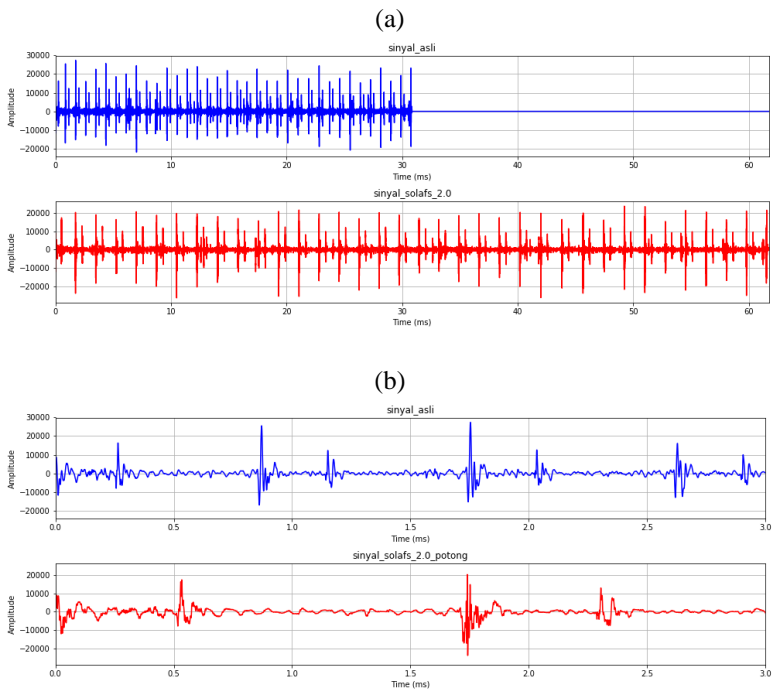 (a)
sinyal_asli
30000
20000
10000
0
−10000
−20000
Amplitude
0 10 20 30 40 50 60
Time (ms)
sinyal_solafs_2.0
20000
10000
0
−10000
−20000
Amplitude
0 10 20 30 40 50 60
Time (ms)
(b)
sinyal_asli
30000
20000
10000
0
−10000
−20000
Amplitude
0.0 0.5 1.0 1.5 2.0 2.5 3.0
Time (ms)
sinyal_solafs_2.0_potong
20000
10000
0
−10000
−20000
Amplitude
0.0 0.5 1.0 1.5 2.0 2.5 3.0
Time (ms)